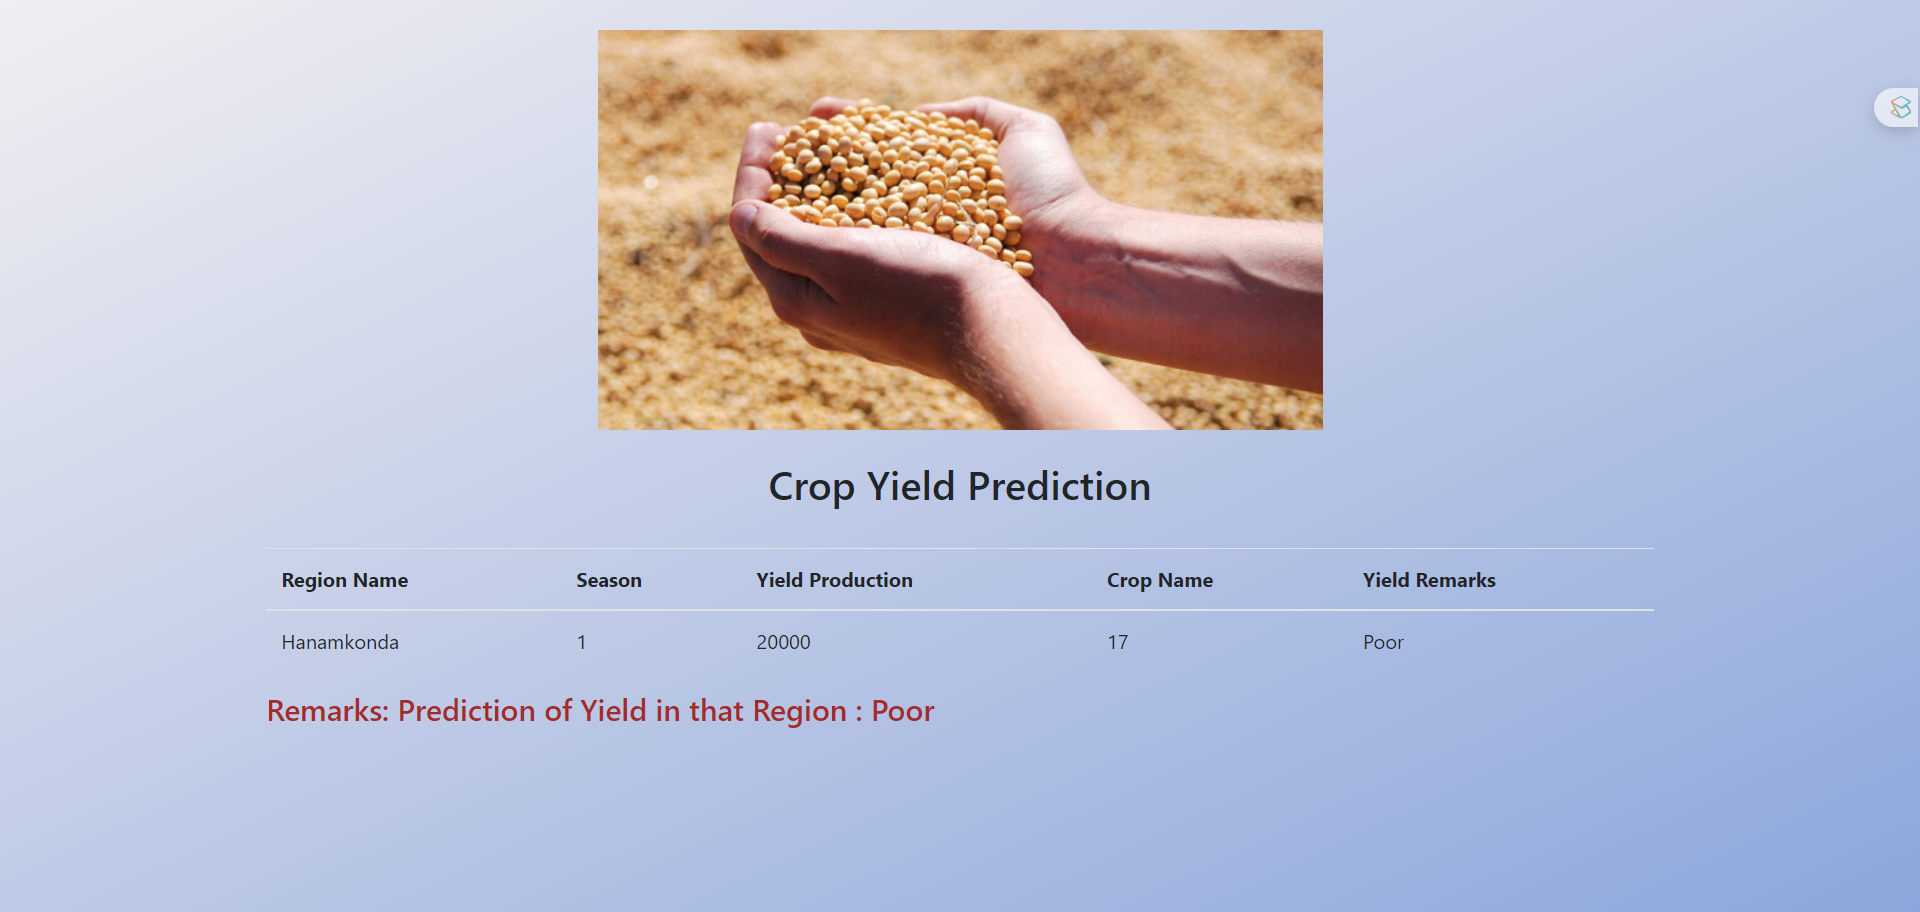 Crop Yield Prediction
Region Name Season Yield Production Crop Name Yield Remarks
Hanamkonda 1 20000 17 Poor
Remarks: Prediction of Yield in that Region : Poor